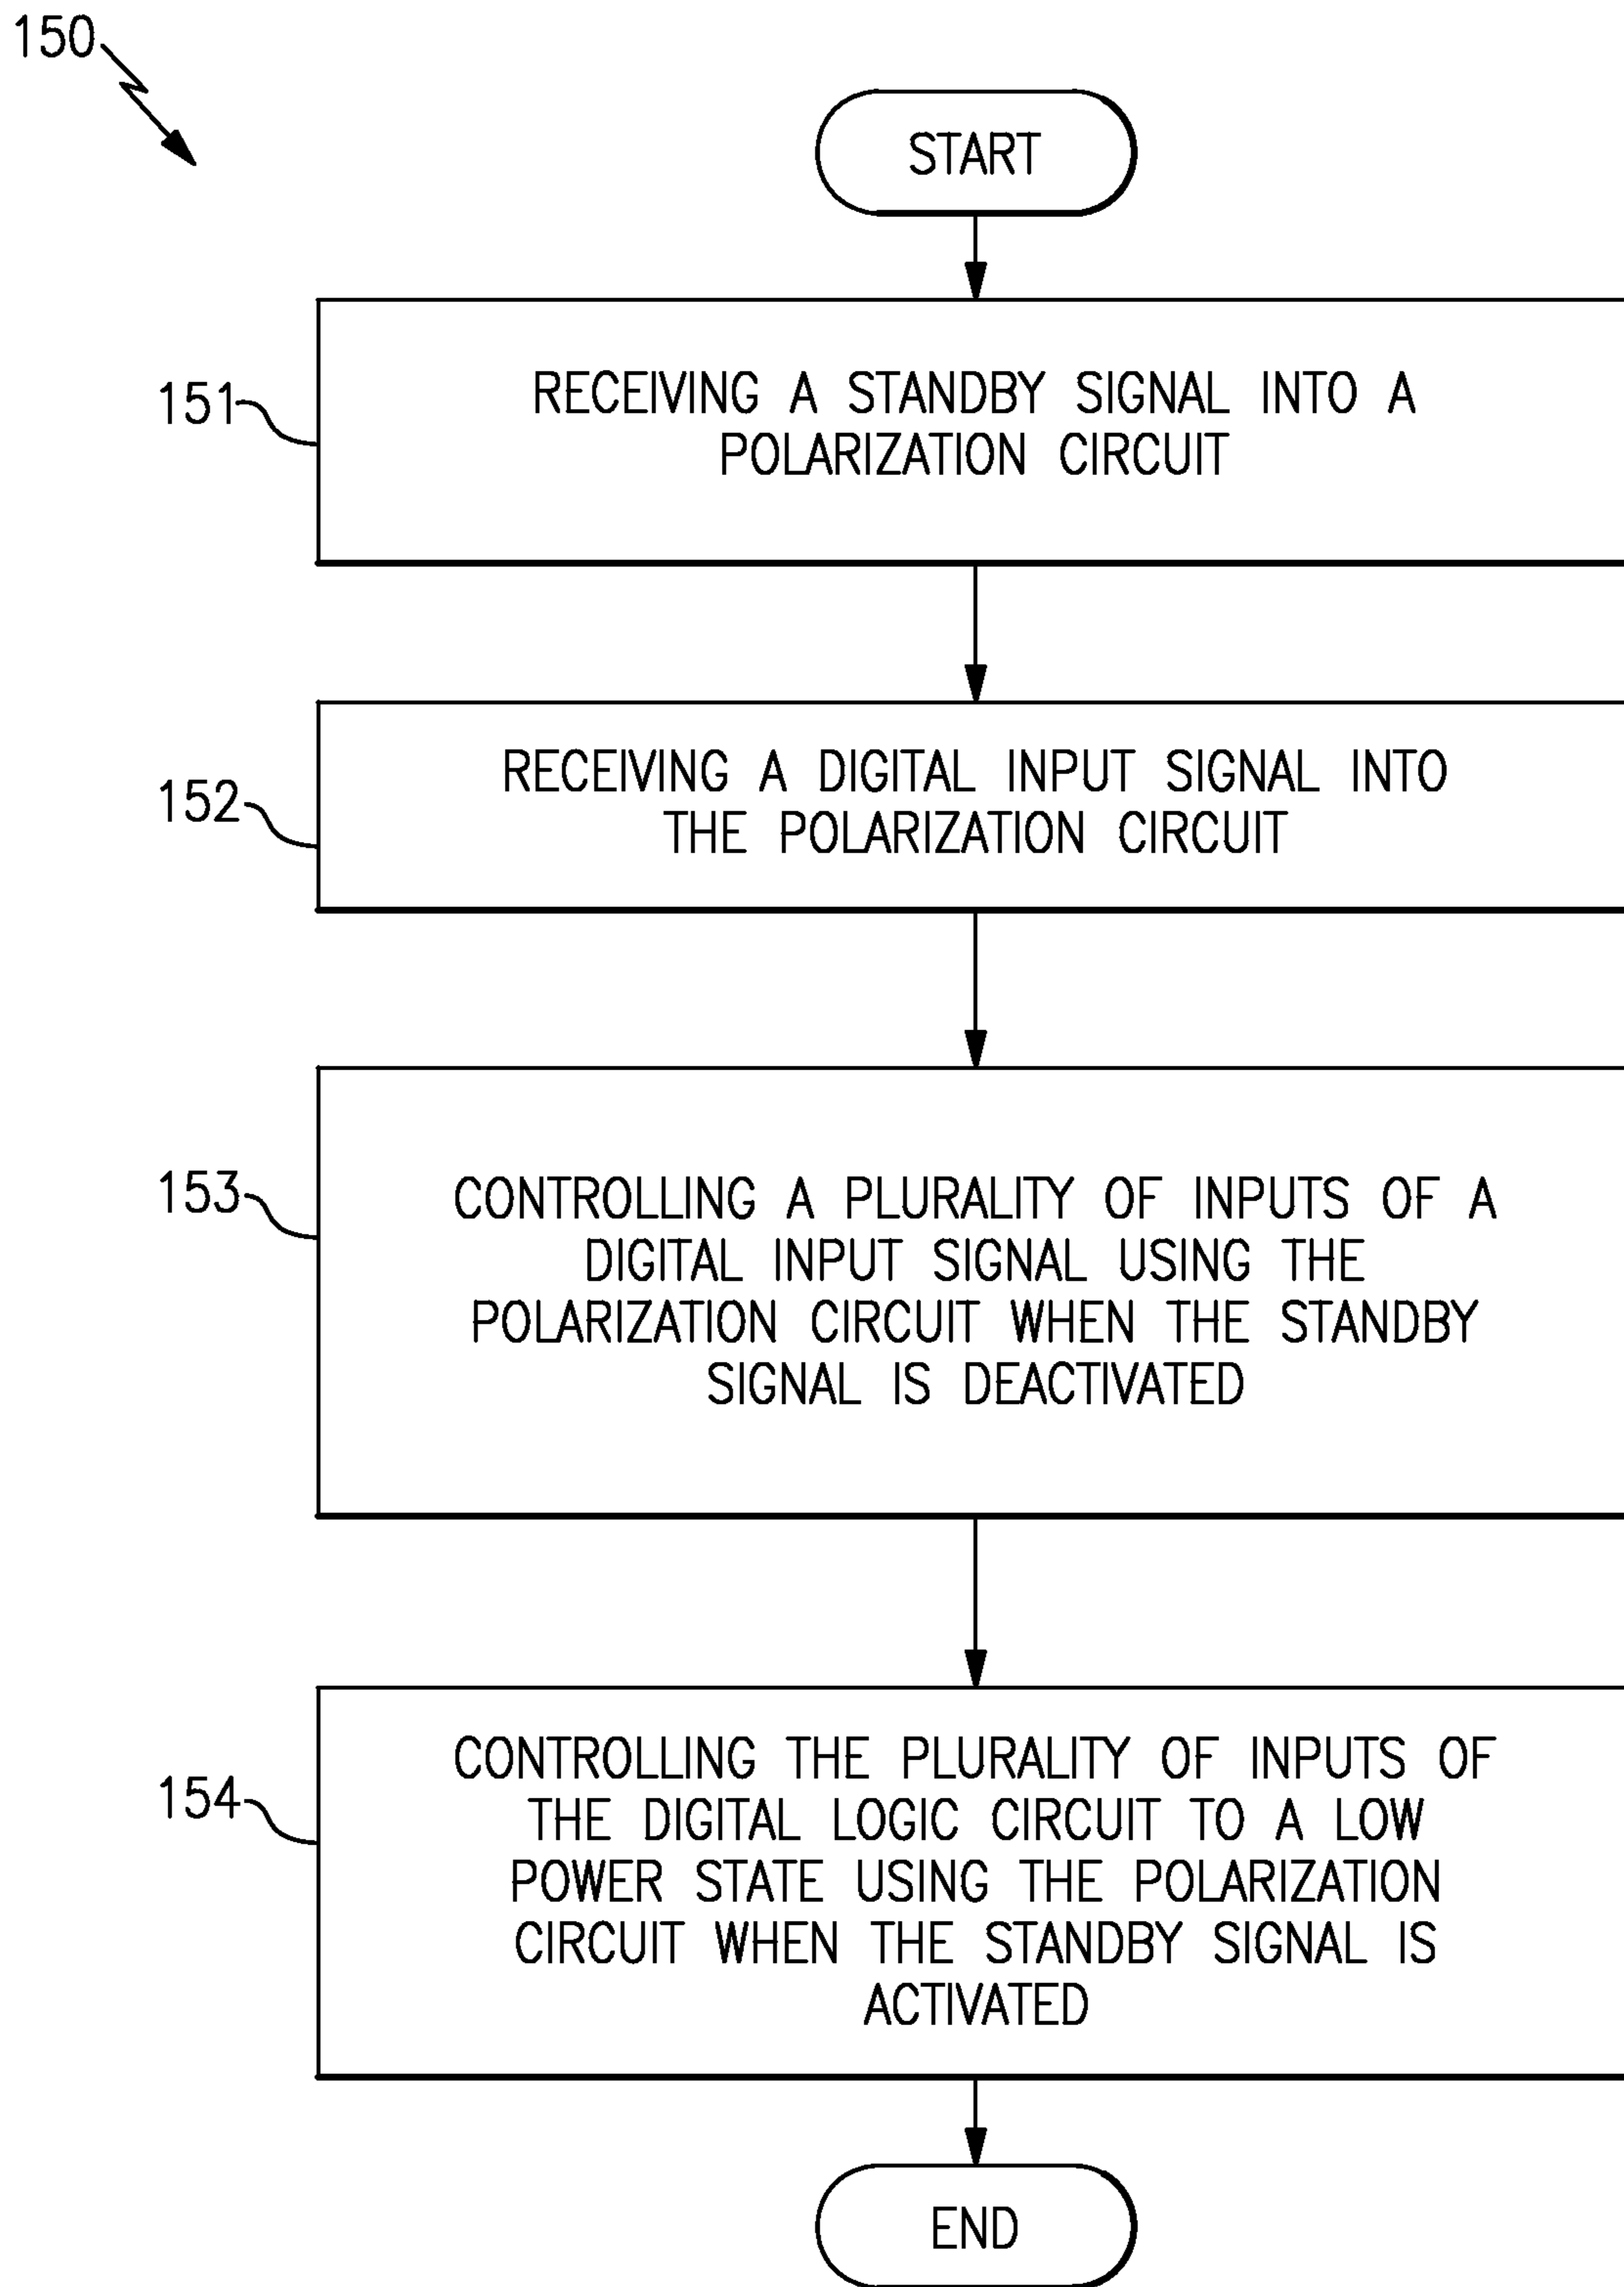 150
START
151
RECEIVING A STANDBY SIGNAL INTO A
POLARIZATION CIRCUIT
152
RECEIVING A DIGITAL INPUT SIGNAL INTO
THE POLARIZATION CIRCUIT
153
CONTROLLING A PLURALITY OF INPUTS OF A
DIGITAL INPUT SIGNAL USING THE
POLARIZATION CIRCUIT WHEN THE STANDBY
SIGNAL IS DEACTIVATED
154
CONTROLLING THE PLURALITY OF INPUTS OF
THE DIGITAL LOGIC CIRCUIT TO A LOW
POWER STATE USING THE POLARIZATION
CIRCUIT WHEN THE STANDBY SIGNAL IS
ACTIVATED
END